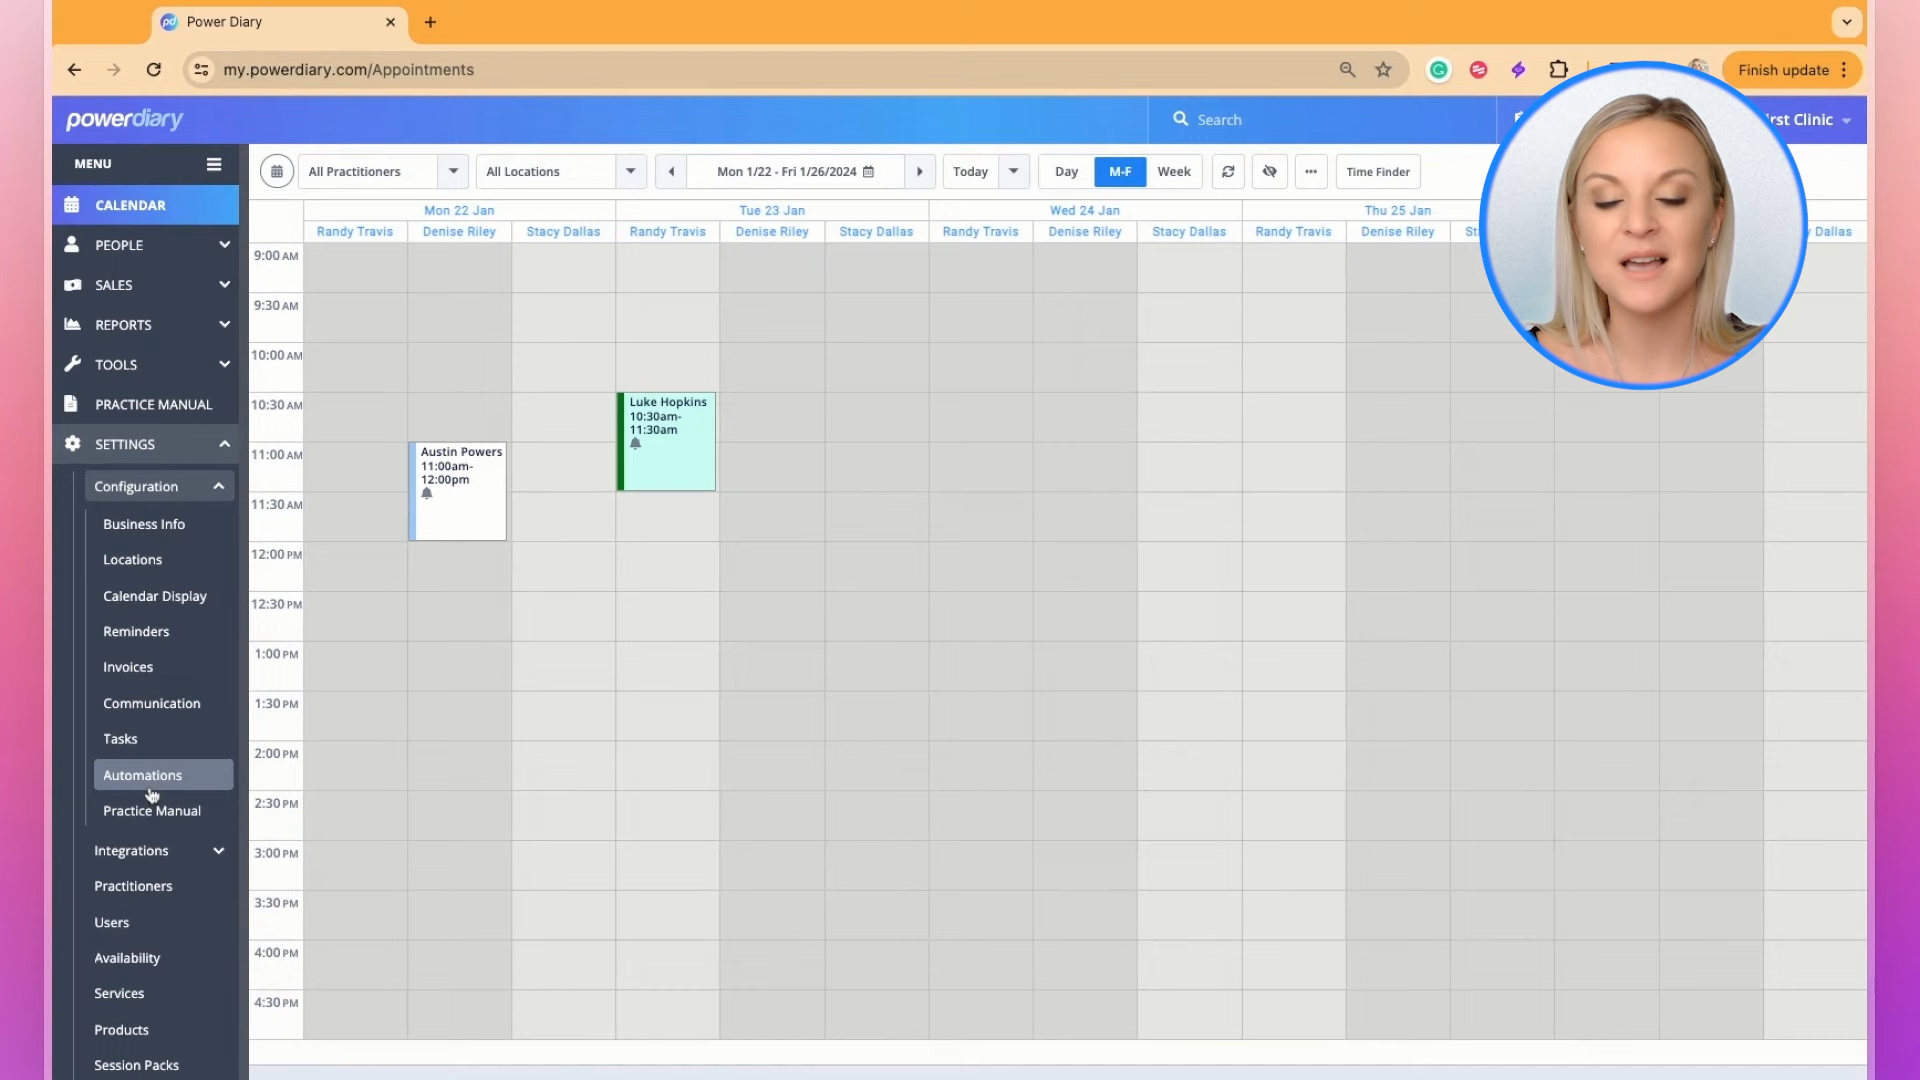 pd Power Diary
my.powerdiary.com/Appointments
Finish update
powerdiary
Search
rst Clinic
MENU
CALENDAR
PEOPLE
SALES
REPORTS
TOOLS
PRACTICE MANUAL
SETTINGS
Configuration
Business Info
Locations
Calendar Display
Reminders
Invoices
Communication
Tasks
Automations
Practice Manual
Integrations
Practitioners
Users
Availability
Services
Products
Session Packs
All Practitioners
All Locations
Mon 1/22 - Fri 1/26/2024
Today
Day
M-F
Week
Time Finder
Mon 22 Jan Tue 23 Jan Wed 24 Jan Thu 25 Jan
Randy Travis Denise Riley Stacy Dallas Randy Travis Denise Riley Stacy Dallas Randy Travis Denise Riley Stacy Dallas Randy Travis Denise Riley St Dallas
9:00 AM
9:30 AM
10:00 AM
10:30 AM
11:00 AM
11:30 AM
12:00 PM
12:30 PM
1:00 PM
1:30 PM
2:00 PM
2:30 PM
3:00 PM
3:30 PM
4:00 PM
4:30 PM
Austin Powers
11:00am-
12:00pm
Luke Hopkins
10:30am-
11:30am